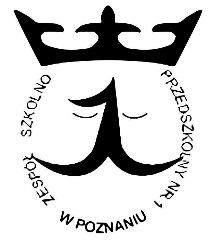 ZESPÓŁ SZKOLNO
PRZEDSZKOLNY NR 1
W POZNANIU